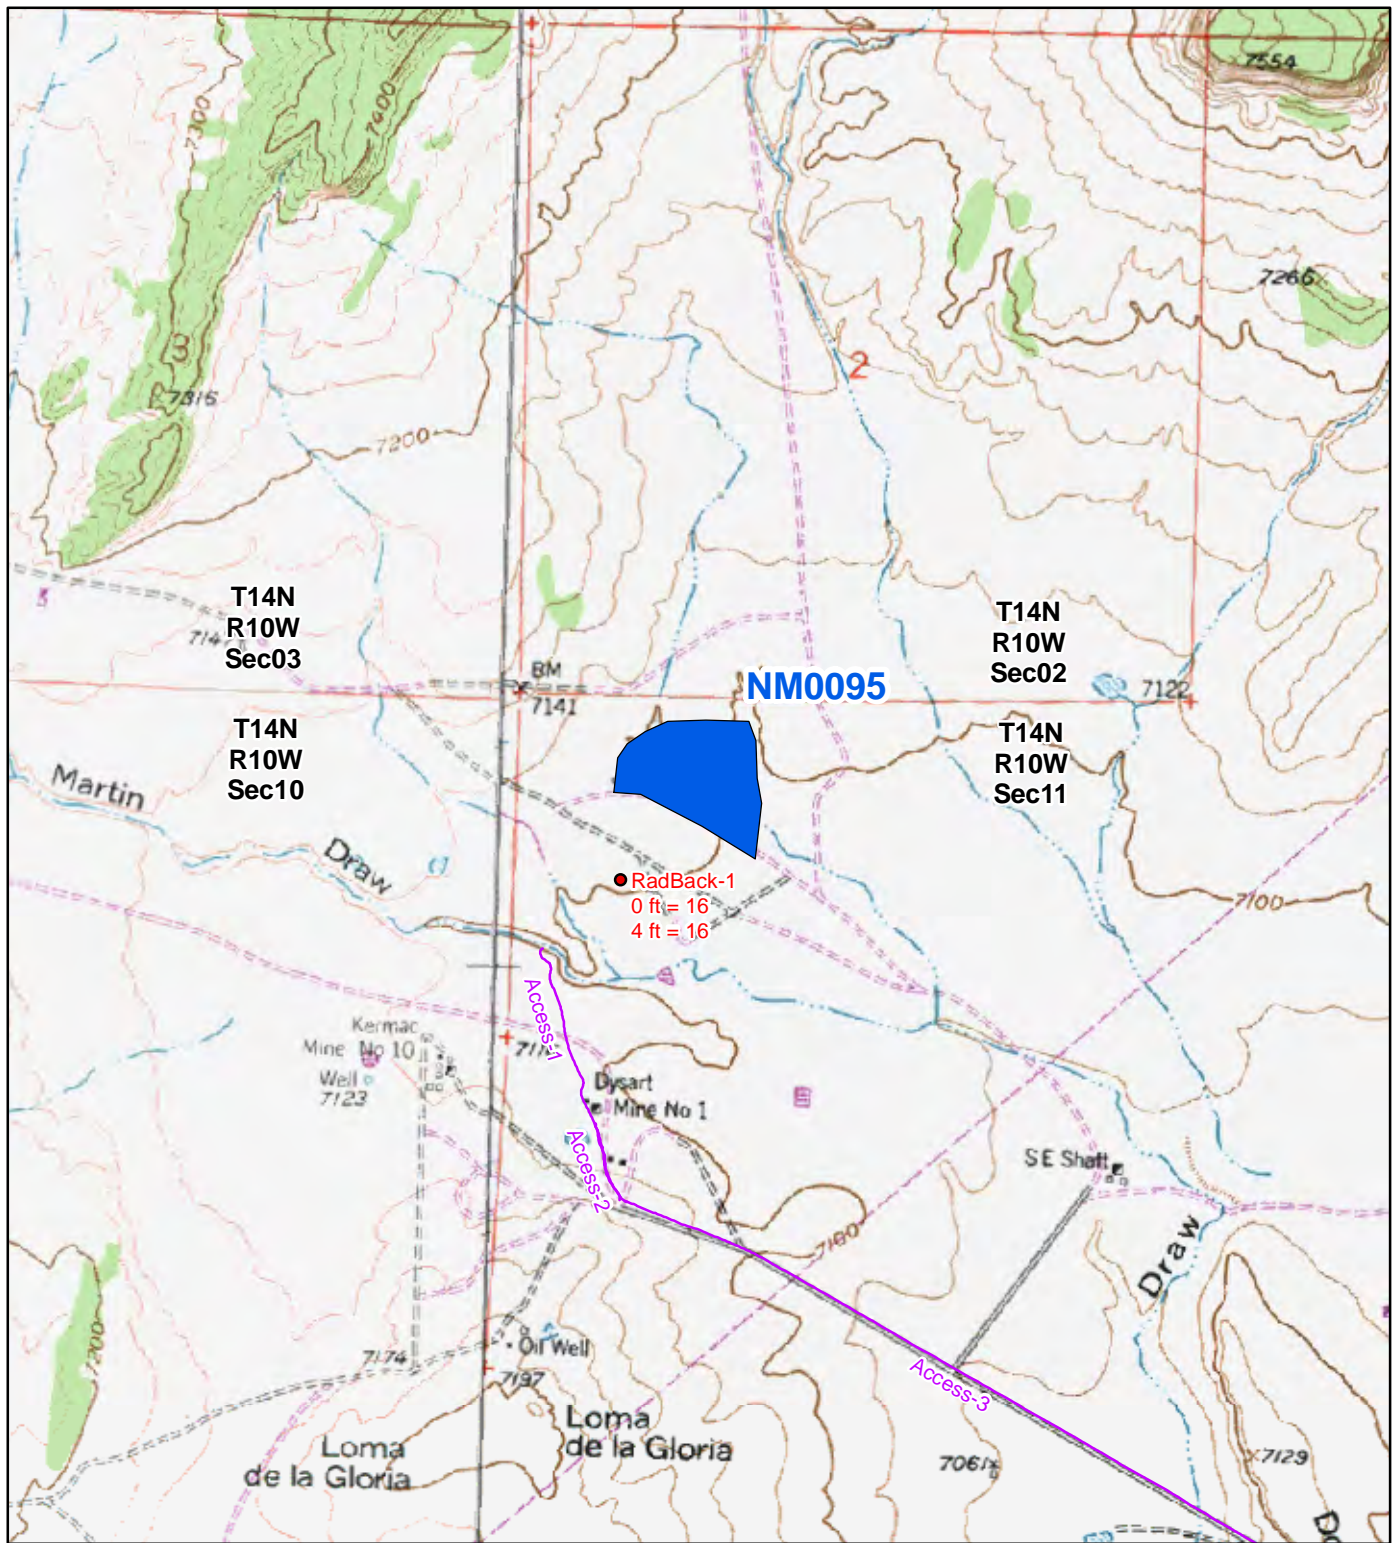 7554
7300
7400
7266
3
2
7315
7200
T14N
R10W
Sec03
T14N
R10W
Sec02
BM
7141
NM0095
7122
T14N
R10W
Sec10
T14N
R10W
Sec11
Martin
Draw
RadBack-1
0 ft = 16
4 ft = 16
7100
Access-1
Kermac
Mine No 10
Well
7123
Dysart
Mine No 1
Access-2
S E Shaft
Draw
7100
7200
7174
Oil Well
7197
Access-3
Loma
de la Gloria
Loma
de la Gloria
7061
7129